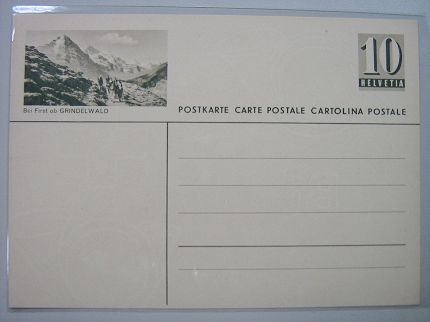 10
HELVETIA
Bei First ob GRINDELWALD
POSTKARTE CARTE POSTALE CARTOLINA POSTALE